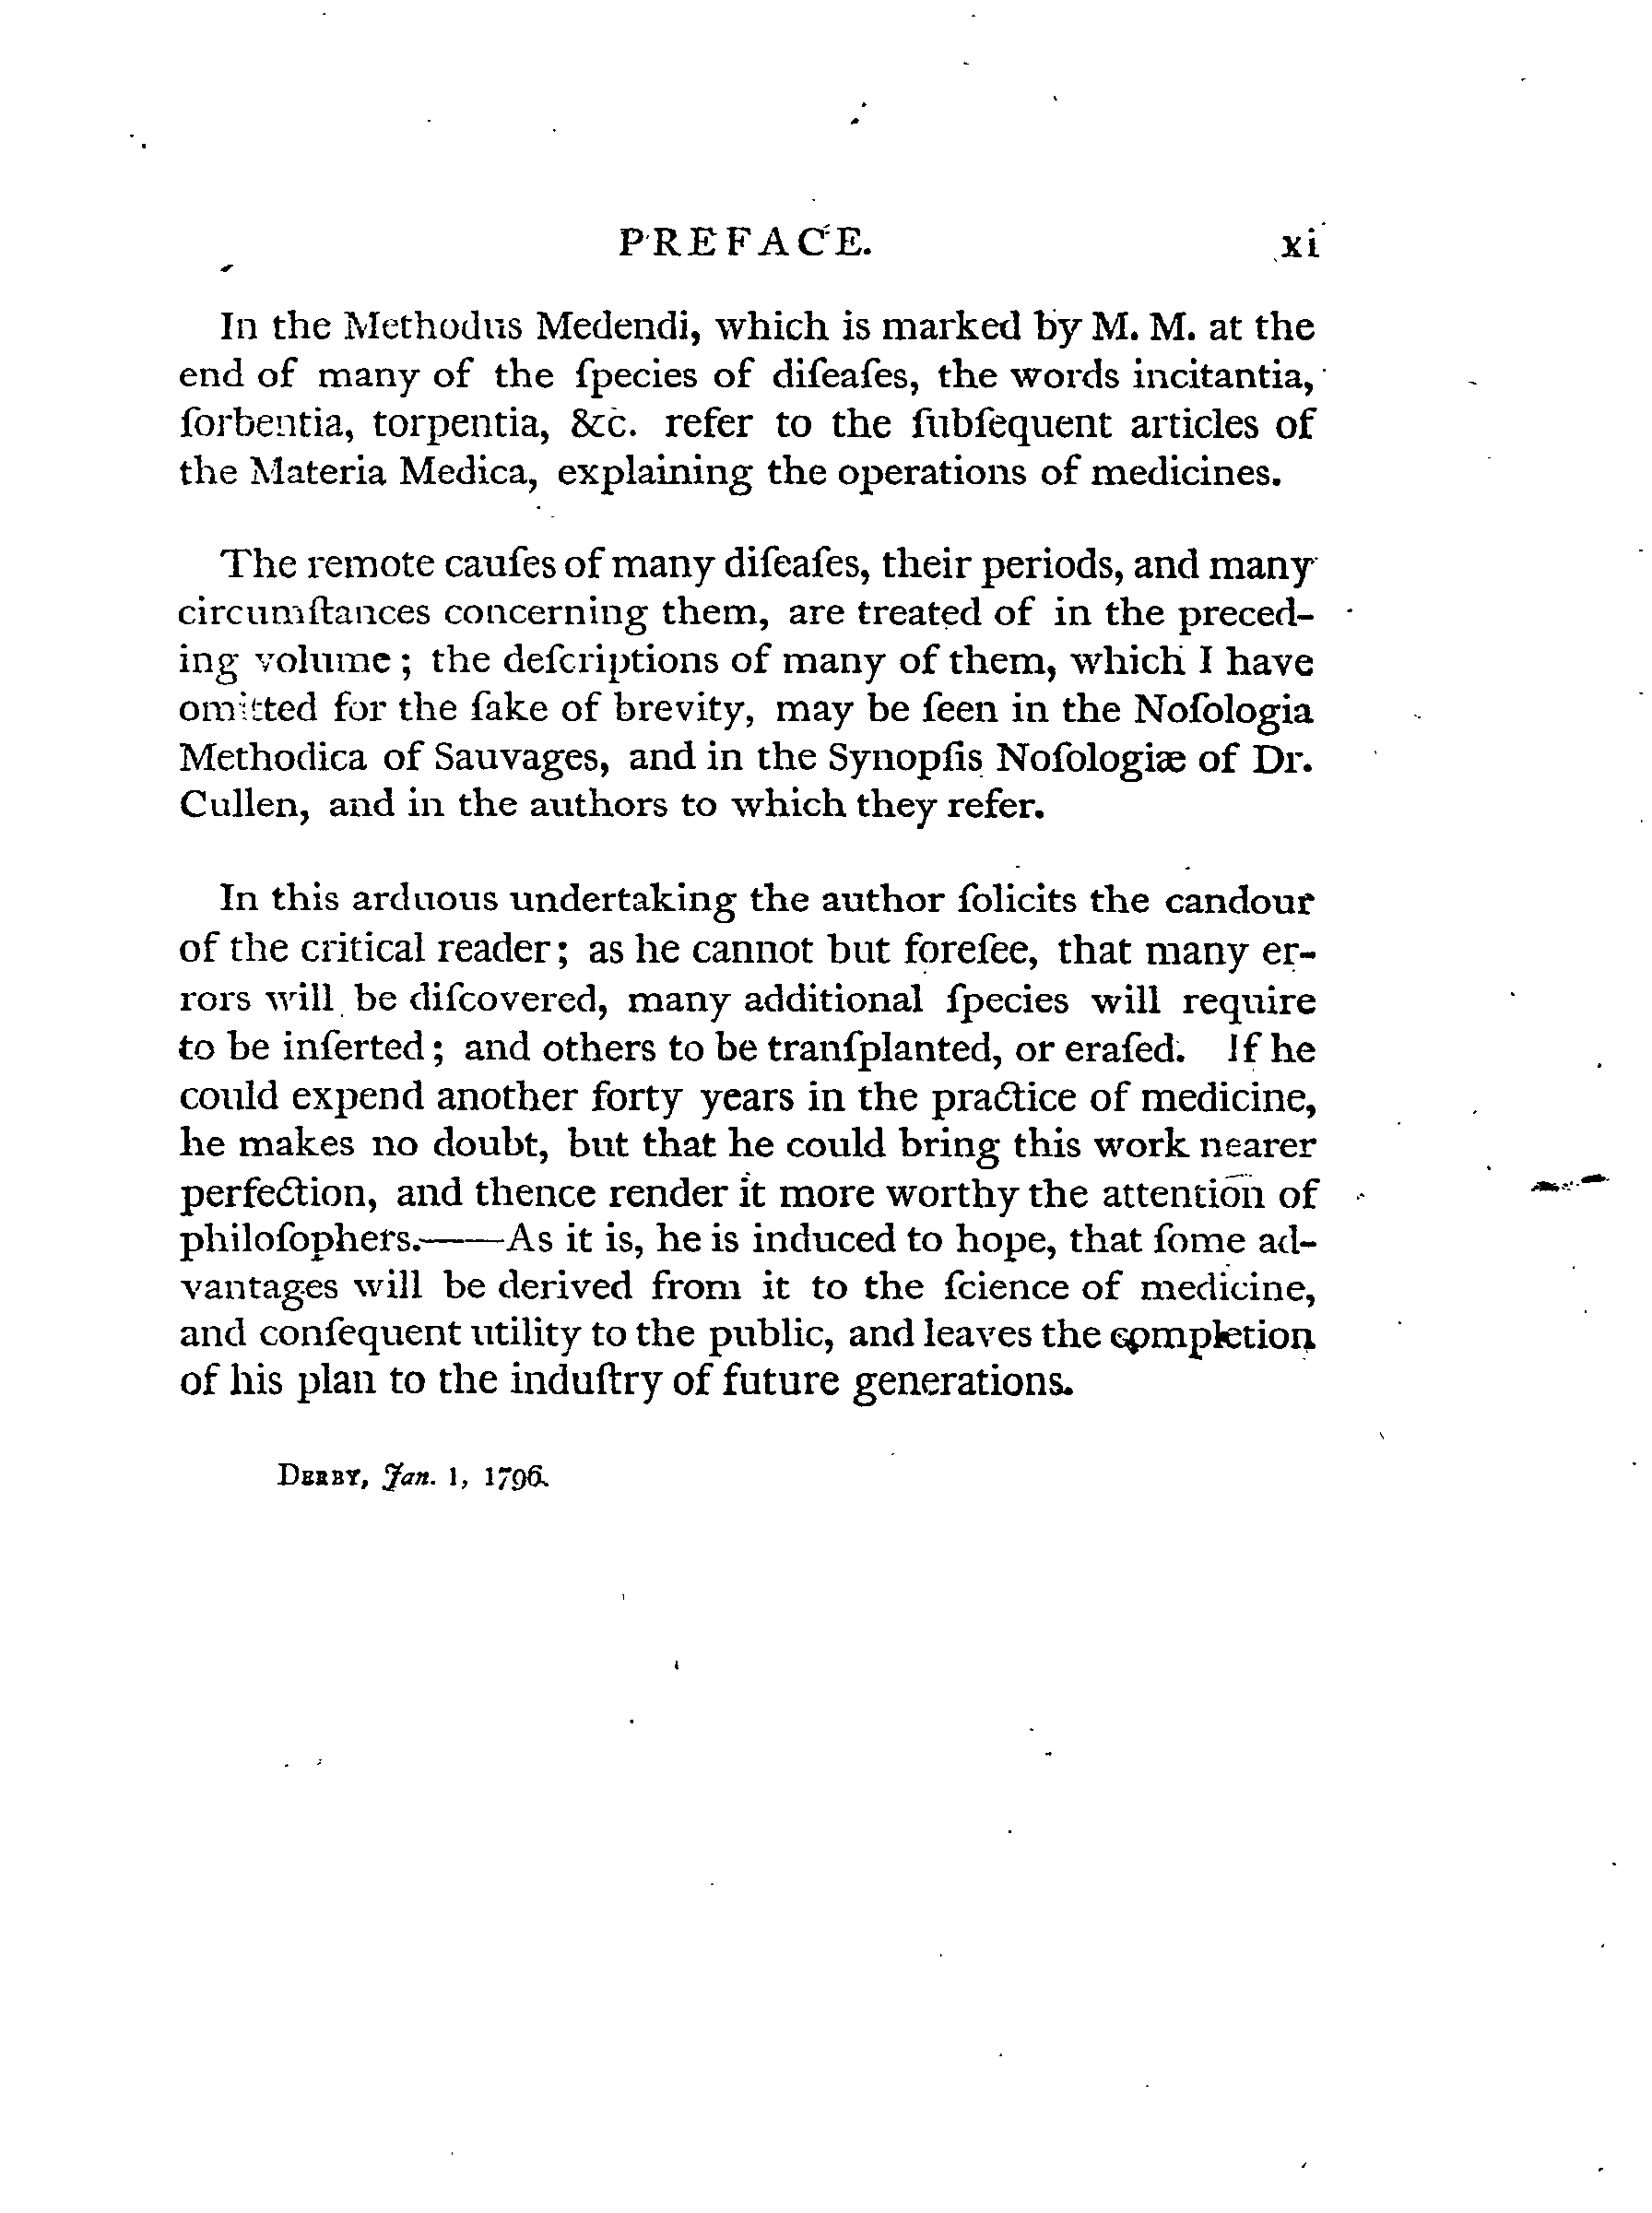 PREFACE. xi
In the Methodus Medendi, which is marked by M. M. at the
end of many of the ſpecies of diſeaſes, the words incitantia,
ſorbentia, torpentia, &c. refer to the ſubſequent articles of
the Materia Medica, explaining the operations of medicines.
The remote cauſes of many diſeaſes, their periods, and many
circumſtances concerning them, are treated of in the preced-
ing volume; the deſcriptions of many of them, which I have
omitted for the ſake of brevity, may be ſeen in the Noſologia
Methodica of Sauvages, and in the Synopſis Noſologiæ of Dr.
Cullen, and in the authors to which they refer.
In this arduous undertaking the author ſolicits the candour
of the critical reader; as he cannot but foreſee, that many er-
rors will be diſcovered, many additional ſpecies will require
to be inſerted; and others to be tranſplanted, or eraſed. If he
could expend another forty years in the practice of medicine,
he makes no doubt, but that he could bring this work nearer
perfection, and thence render it more worthy the attention of
philoſophers.——As it is, he is induced to hope, that ſome ad-
vantages will be derived from it to the ſcience of medicine,
and conſequent utility to the public, and leaves the completion
of his plan to the induſtry of future generations.
DERBY, Jan. 1, 1796.